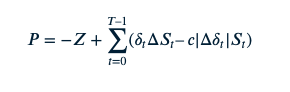 P = −Z + ∑_{t=0}^{T−1} (δ_t ΔS_t − c|Δδ_t|S_t)